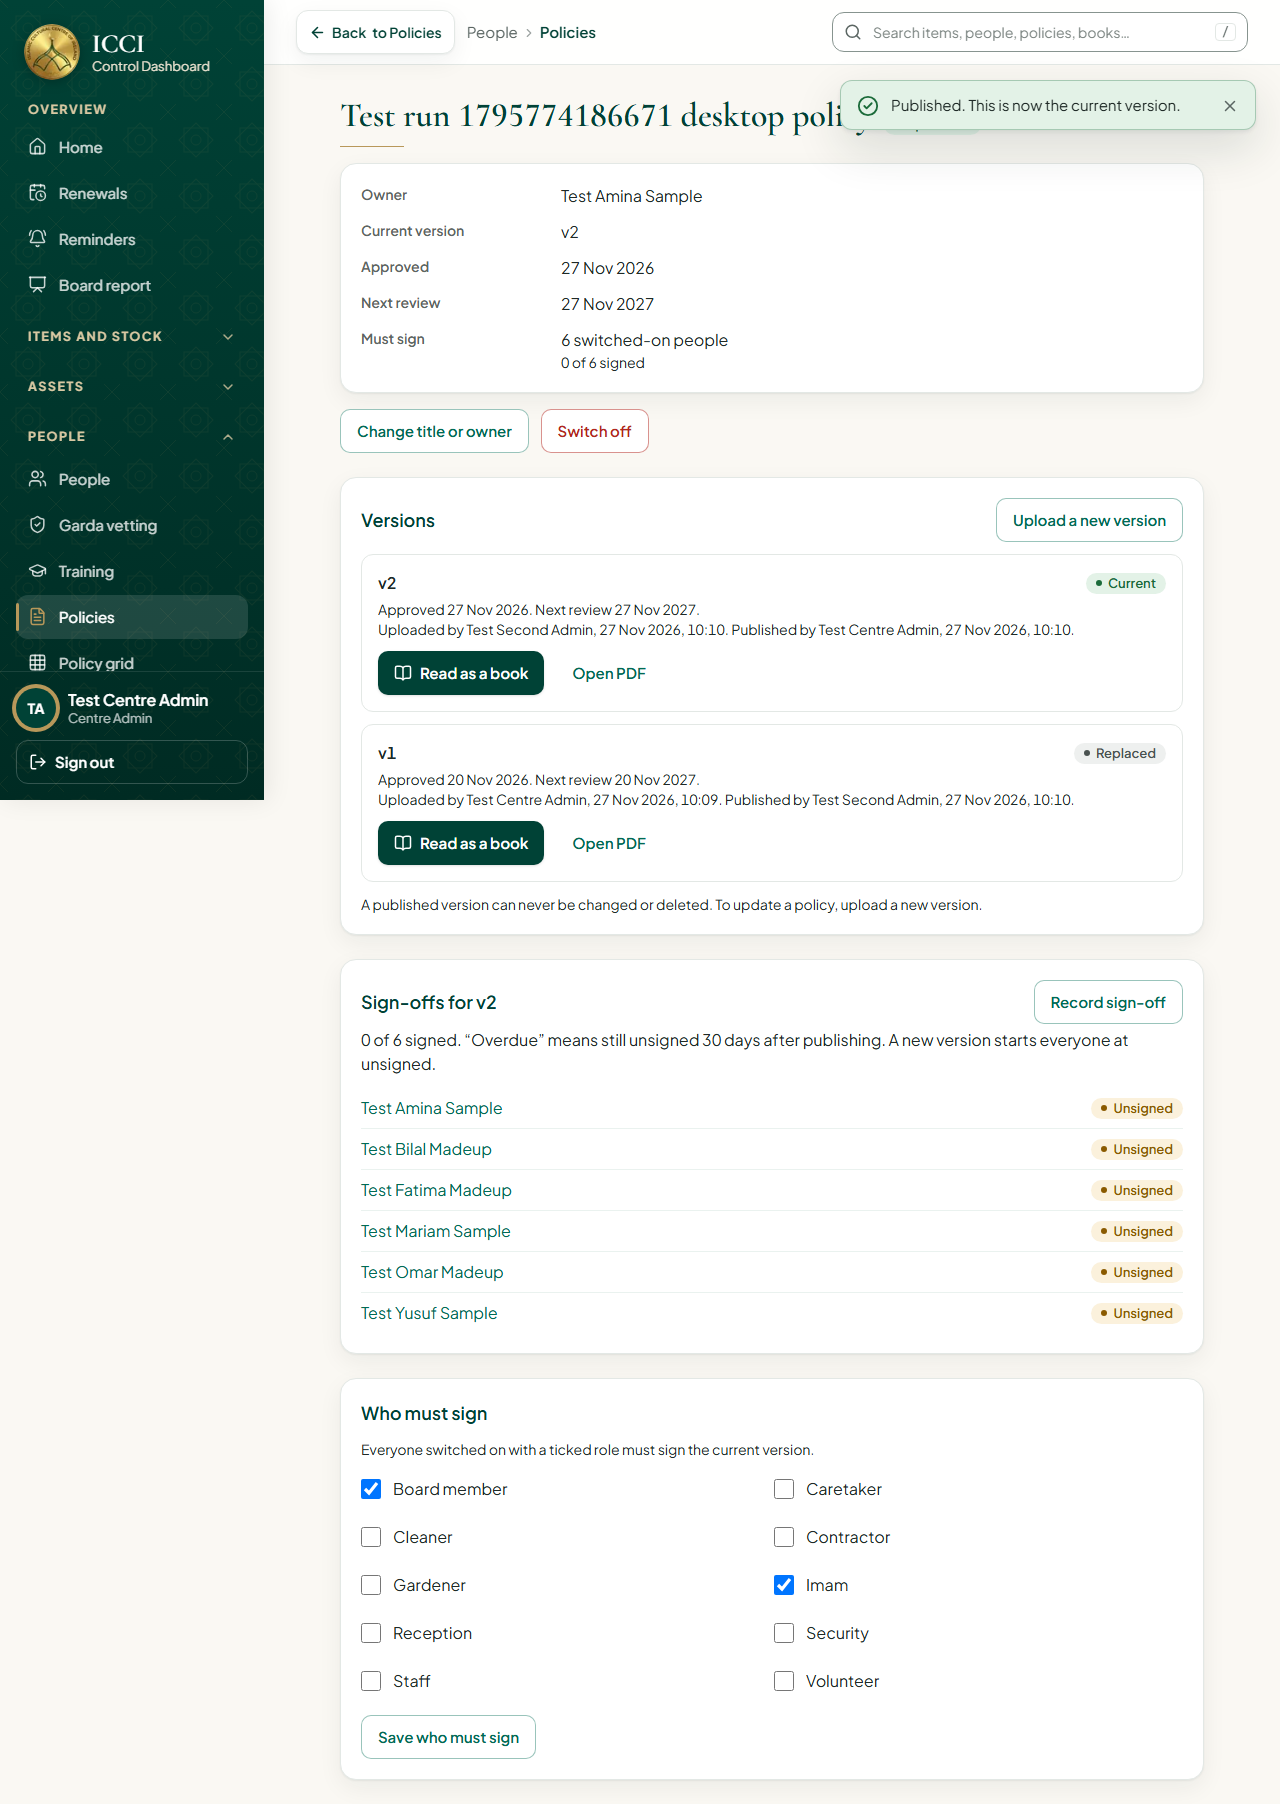 ICCI
Control Dashboard
OVERVIEW
Home
Renewals
Reminders
Board report
ITEMS AND STOCK
ASSETS
PEOPLE
People
Garda vetting
Training
Policies
Policy grid
TA
Test Centre Admin
Centre Admin
Sign out
Back to Policies
People › Policies
Search items, people, policies, books…
/
Published. This is now the current version.
Test run 1795774186671 desktop policy
Owner
Test Amina Sample
Current version
v2
Approved
27 Nov 2026
Next review
27 Nov 2027
Must sign
6 switched-on people
0 of 6 signed
Change title or owner
Switch off
Versions
Upload a new version
v2
Current
Approved 27 Nov 2026. Next review 27 Nov 2027.
Uploaded by Test Second Admin, 27 Nov 2026, 10:10. Published by Test Centre Admin, 27 Nov 2026, 10:10.
Read as a book
Open PDF
v1
Replaced
Approved 20 Nov 2026. Next review 20 Nov 2027.
Uploaded by Test Centre Admin, 27 Nov 2026, 10:09. Published by Test Second Admin, 27 Nov 2026, 10:10.
Read as a book
Open PDF
A published version can never be changed or deleted. To update a policy, upload a new version.
Sign-offs for v2
Record sign-off
0 of 6 signed. “Overdue” means still unsigned 30 days after publishing. A new version starts everyone at
unsigned.
Test Amina Sample
Unsigned
Test Bilal Madeup
Unsigned
Test Fatima Madeup
Unsigned
Test Mariam Sample
Unsigned
Test Omar Madeup
Unsigned
Test Yusuf Sample
Unsigned
Who must sign
Everyone switched on with a ticked role must sign the current version.
Board member
Caretaker
Cleaner
Contractor
Gardener
Imam
Reception
Security
Staff
Volunteer
Save who must sign